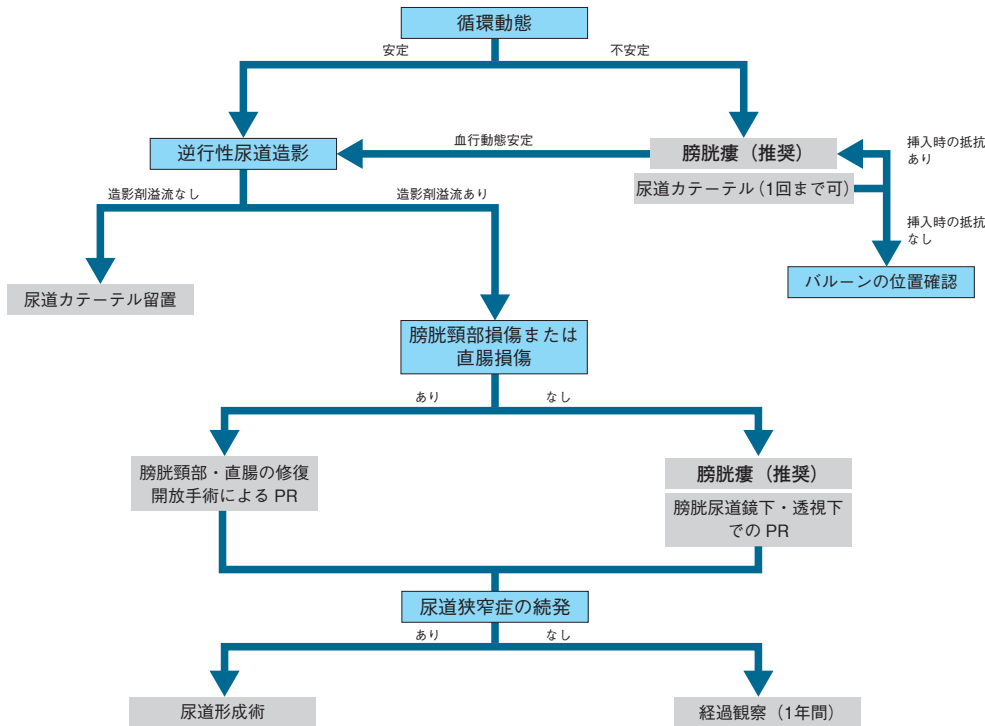 循環動態
安定
不安定
逆行性尿道造影
血行動態安定
膀胱瘻（推奨）
尿道カテーテル（1回まで可）
挿入時の抵抗
あり
挿入時の抵抗
なし
バルーンの位置確認
造影剤溢流なし
造影剤溢流あり
尿道カテーテル留置
膀胱頸部損傷または
直腸損傷
あり
なし
膀胱頸部・直腸の修復
開放手術による PR
膀胱瘻（推奨）
膀胱尿道鏡下・透視下
での PR
尿道狭窄症の続発
あり
なし
尿道形成術
経過観察（1年間）